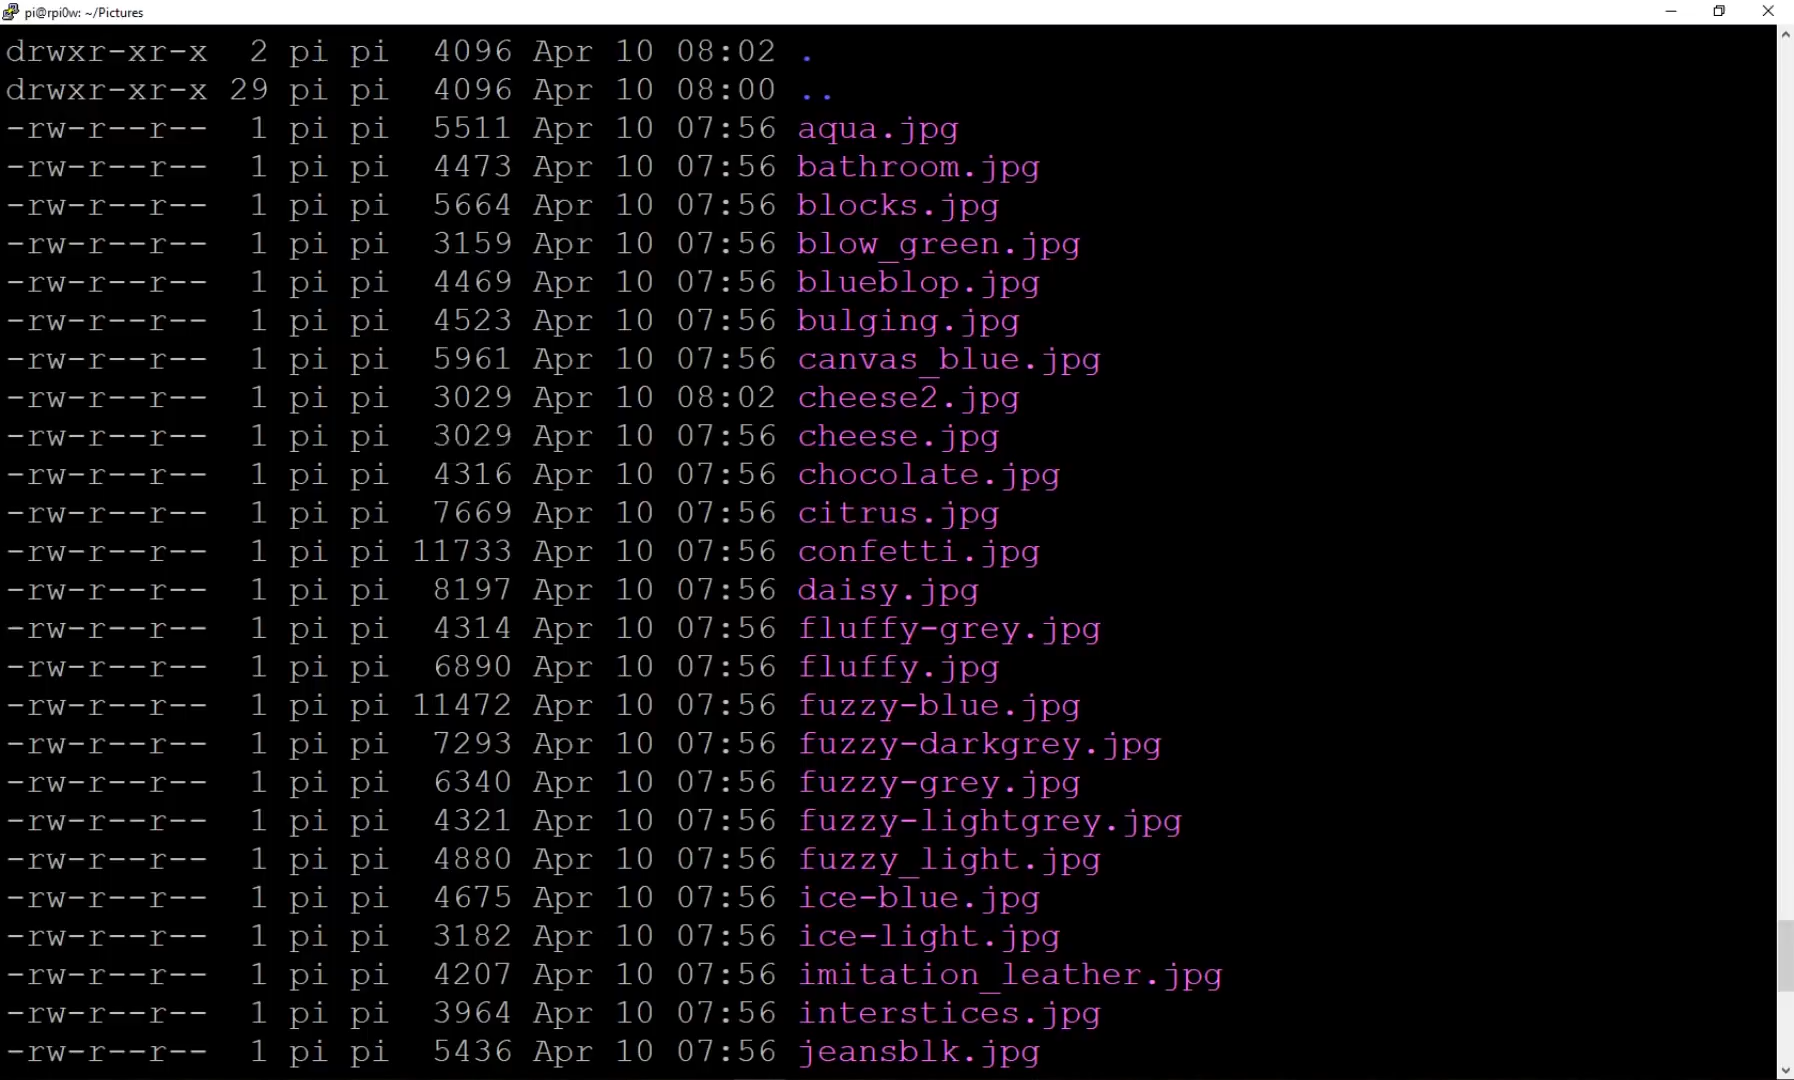 pi@rpi0w: ~/Pictures
drwxr-xr-x  2 pi pi  4096 Apr 10 08:02 .
drwxr-xr-x 29 pi pi  4096 Apr 10 08:00 ..
-rw-r--r--  1 pi pi  5511 Apr 10 07:56 aqua.jpg
-rw-r--r--  1 pi pi  4473 Apr 10 07:56 bathroom.jpg
-rw-r--r--  1 pi pi  5664 Apr 10 07:56 blocks.jpg
-rw-r--r--  1 pi pi  3159 Apr 10 07:56 blow_green.jpg
-rw-r--r--  1 pi pi  4469 Apr 10 07:56 blueblop.jpg
-rw-r--r--  1 pi pi  4523 Apr 10 07:56 bulging.jpg
-rw-r--r--  1 pi pi  5961 Apr 10 07:56 canvas_blue.jpg
-rw-r--r--  1 pi pi  3029 Apr 10 08:02 cheese2.jpg
-rw-r--r--  1 pi pi  3029 Apr 10 07:56 cheese.jpg
-rw-r--r--  1 pi pi  4316 Apr 10 07:56 chocolate.jpg
-rw-r--r--  1 pi pi  7669 Apr 10 07:56 citrus.jpg
-rw-r--r--  1 pi pi 11733 Apr 10 07:56 confetti.jpg
-rw-r--r--  1 pi pi  8197 Apr 10 07:56 daisy.jpg
-rw-r--r--  1 pi pi  4314 Apr 10 07:56 fluffy-grey.jpg
-rw-r--r--  1 pi pi  6890 Apr 10 07:56 fluffy.jpg
-rw-r--r--  1 pi pi 11472 Apr 10 07:56 fuzzy-blue.jpg
-rw-r--r--  1 pi pi  7293 Apr 10 07:56 fuzzy-darkgrey.jpg
-rw-r--r--  1 pi pi  6340 Apr 10 07:56 fuzzy-grey.jpg
-rw-r--r--  1 pi pi  4321 Apr 10 07:56 fuzzy-lightgrey.jpg
-rw-r--r--  1 pi pi  4880 Apr 10 07:56 fuzzy_light.jpg
-rw-r--r--  1 pi pi  4675 Apr 10 07:56 ice-blue.jpg
-rw-r--r--  1 pi pi  3182 Apr 10 07:56 ice-light.jpg
-rw-r--r--  1 pi pi  4207 Apr 10 07:56 imitation_leather.jpg
-rw-r--r--  1 pi pi  3964 Apr 10 07:56 interstices.jpg
-rw-r--r--  1 pi pi  5436 Apr 10 07:56 jeansblk.jpg